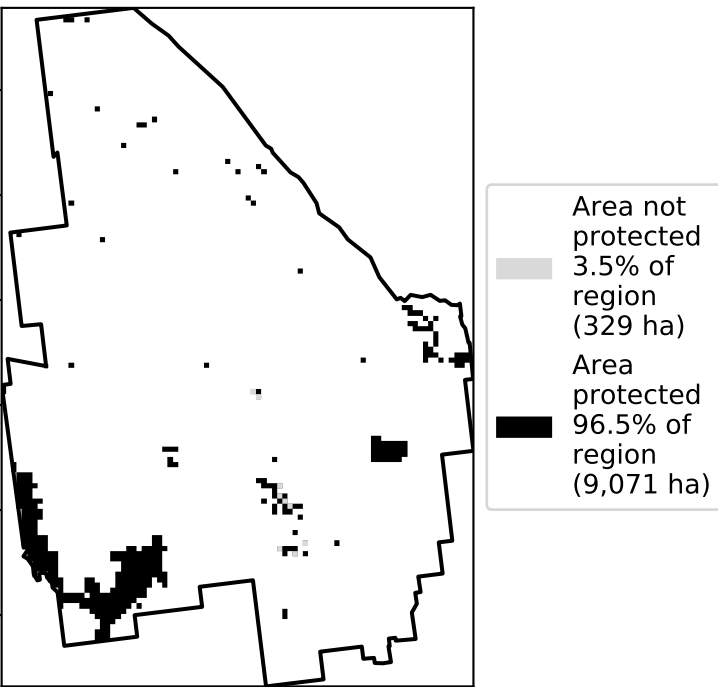 Area not
protected
3.5% of
region
(329 ha)
Area
protected
96.5% of
region
(9,071 ha)